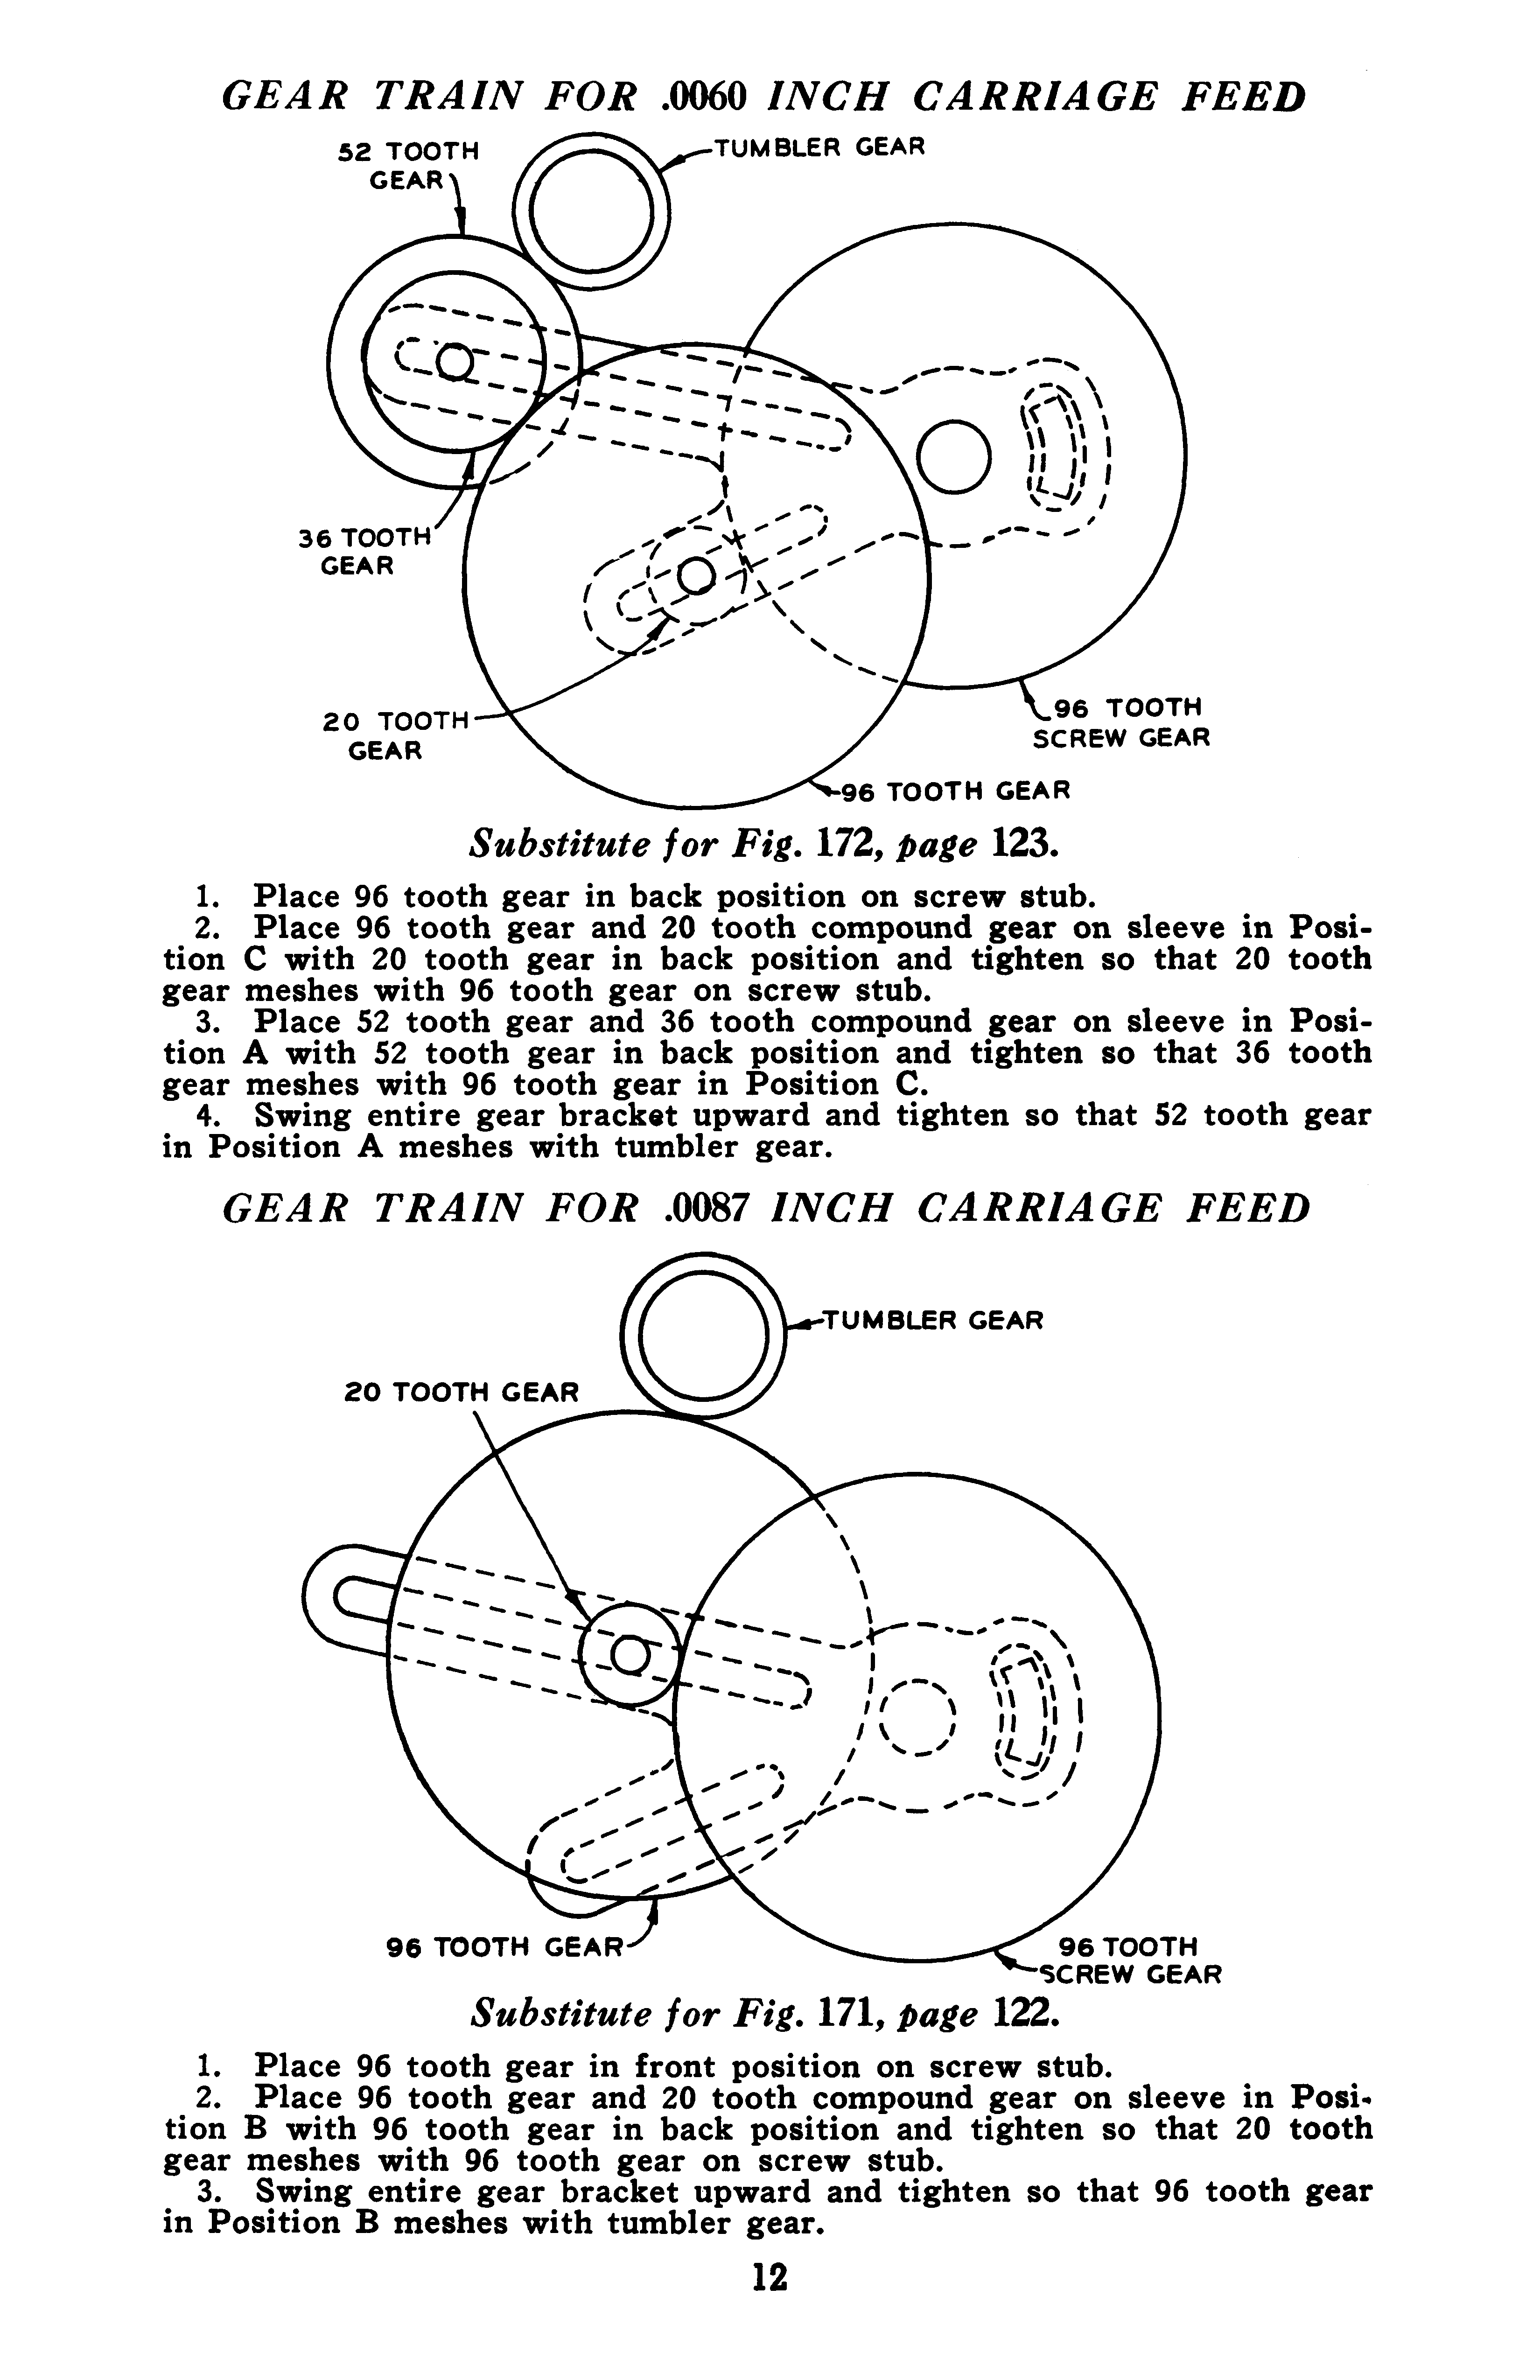 GEAR TRAIN FOR .0060 INCH CARRIAGE FEED
52 TOOTH
GEAR
TUMBLER GEAR
36 TOOTH
GEAR
20 TOOTH
GEAR
96 TOOTH
SCREW GEAR
96 TOOTH GEAR
Substitute for Fig. 172, page 123.
1. Place 96 tooth gear in back position on screw stub.
2. Place 96 tooth gear and 20 tooth compound gear on sleeve in Posi-
tion C with 20 tooth gear in back position and tighten so that 20 tooth
gear meshes with 96 tooth gear on screw stub.
3. Place 52 tooth gear and 36 tooth compound gear on sleeve in Posi-
tion A with 52 tooth gear in back position and tighten so that 36 tooth
gear meshes with 96 tooth gear in Position C.
4. Swing entire gear bracket upward and tighten so that 52 tooth gear
in Position A meshes with tumbler gear.
GEAR TRAIN FOR .0087 INCH CARRIAGE FEED
TUMBLER GEAR
20 TOOTH GEAR
96 TOOTH GEAR
96 TOOTH
SCREW GEAR
Substitute for Fig. 171, page 122.
1. Place 96 tooth gear in front position on screw stub.
2. Place 96 tooth gear and 20 tooth compound gear on sleeve in Posi-
tion B with 96 tooth gear in back position and tighten so that 20 tooth
gear meshes with 96 tooth gear on screw stub.
3. Swing entire gear bracket upward and tighten so that 96 tooth gear
in Position B meshes with tumbler gear.
12